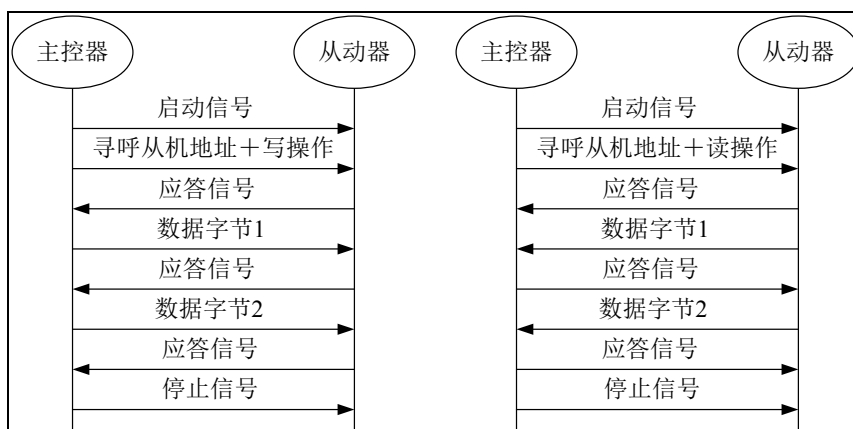 主控器 从动器 主控器 从动器
启动信号 启动信号
寻呼从机地址＋写操作 寻呼从机地址＋读操作
应答信号 应答信号
数据字节1 数据字节1
应答信号 应答信号
数据字节2 数据字节2
应答信号 应答信号
停止信号 停止信号